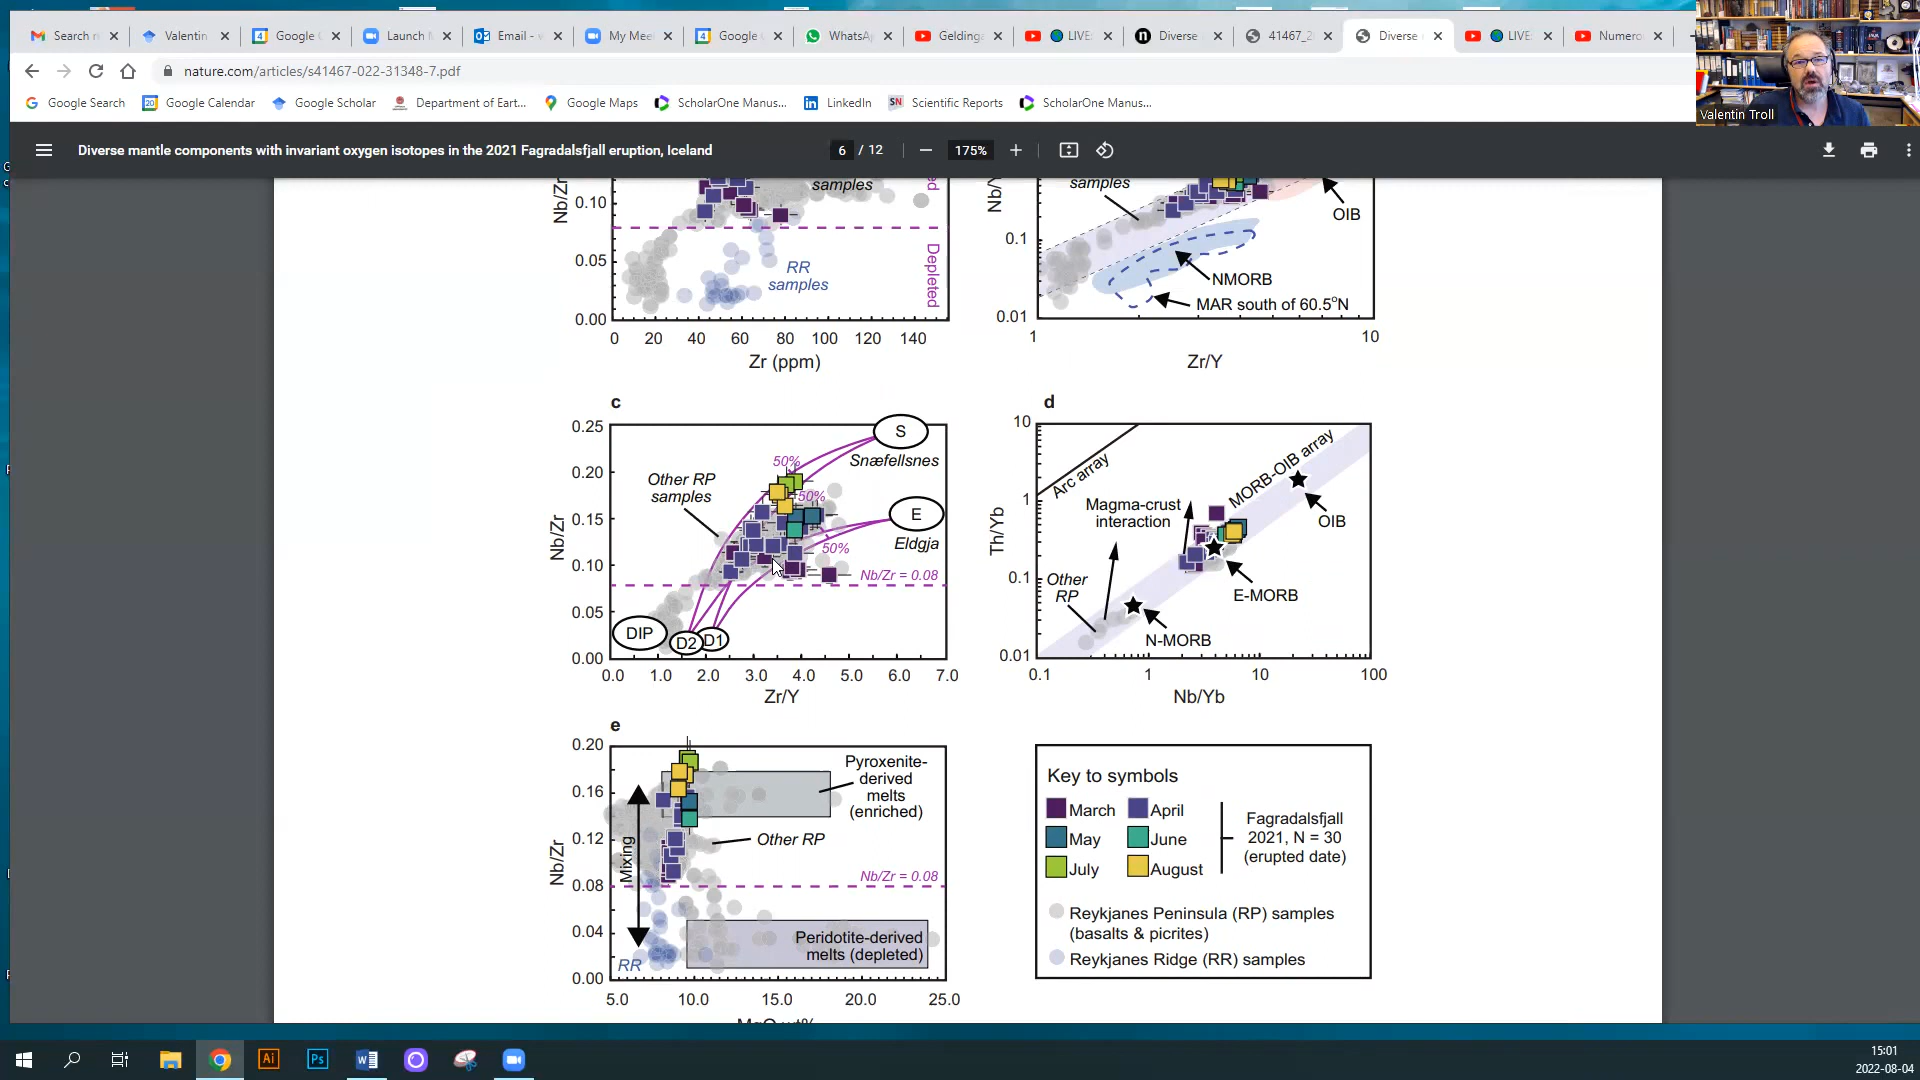 Search r
Valentin
Google C
Launch M
Email -
My Mee
Google
WhatsAp
Gelding
LIVE:
Diverse
41467_2
Diverse
LIVE
Numero
nature.com/articles/s41467-022-31348-7.pdf
Google Search
Google Calendar
Google Scholar
Department of Eart...
Google Maps
ScholarOne Manus...
LinkedIn
Scientific Reports
ScholarOne Manus...
Valentin Troll
Diverse mantle components with invariant oxygen isotopes in the 2021 Fagradalsfjall eruption, Iceland
6 / 12
175%
Nb/Zr
0.10
0.05
0.00
samples
RR
samples
Depleted
0 20 40 60 80 100 120 140
Zr (ppm)
Nb/Y
0.1
0.01
samples
OIB
NMORB
MAR south of 60.5°N
1 10
Zr/Y
c
0.25
0.20
0.15
0.10
0.05
0.00
Nb/Zr
Other RP
samples
50%
50%
50%
S
Snæfellsnes
E
Eldgja
Nb/Zr = 0.08
DIP
D2
D1
0.0 1.0 2.0 3.0 4.0 5.0 6.0 7.0
Zr/Y
d
10
1
0.1
0.01
Th/Yb
Arc array
Magma-crust
interaction
MORB-OIB array
OIB
Other
RP
E-MORB
N-MORB
0.1 1 10 100
Nb/Yb
e
0.20
0.16
0.12
0.08
0.04
0.00
Nb/Zr
Mixing
Pyroxenite-
derived
melts
(enriched)
Other RP
Nb/Zr = 0.08
Peridotite-derived
melts (depleted)
RR
5.0 10.0 15.0 20.0 25.0
MgO wt%
Key to symbols
March April
May June
July August
Fagradalsfjall
2021, N = 30
(erupted date)
Reykjanes Peninsula (RP) samples
(basalts & picrites)
Reykjanes Ridge (RR) samples
15:01
2022-08-04